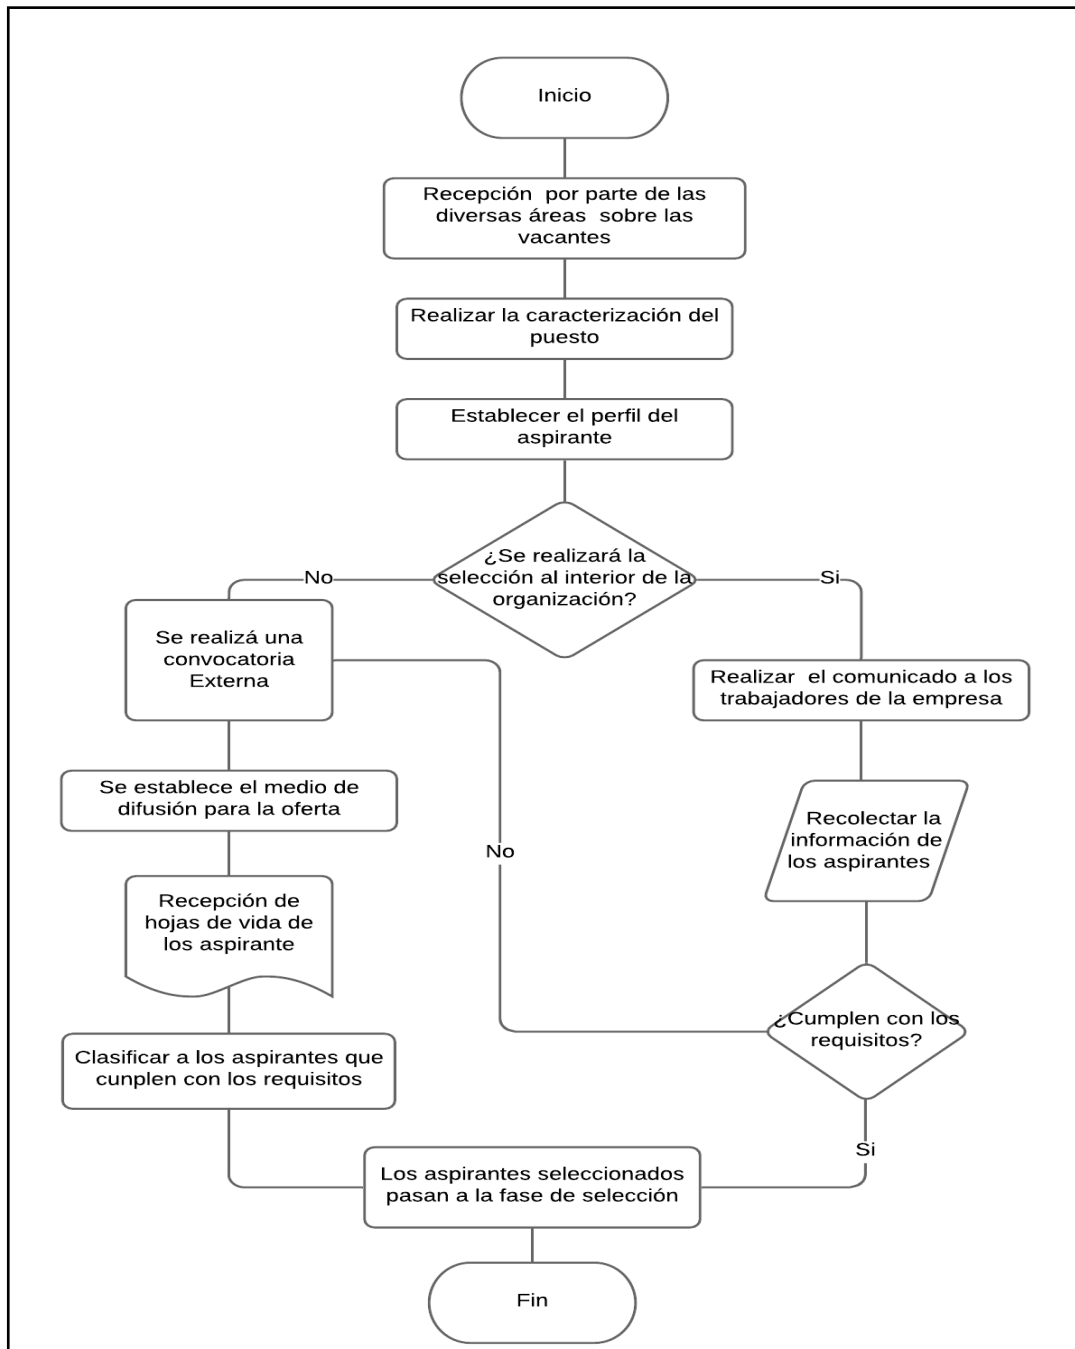 Inicio
Recepción por parte de las
diversas áreas sobre las
vacantes
Realizar la caracterización del
puesto
Establecer el perfil del
aspirante
¿Se realizará la
selección al interior de la
organización?
No
Si
Se realizá una
convocatoria
Externa
Realizar el comunicado a los
trabajadores de la empresa
Se establece el medio de
difusión para la oferta
Recolectar la
información de
los aspirantes
No
Recepción de
hojas de vida de
los aspirante
¿Cumplen con los
requisitos?
Clasificar a los aspirantes que
cunplen con los requisitos
Si
Los aspirantes seleccionados
pasan a la fase de selección
Fin